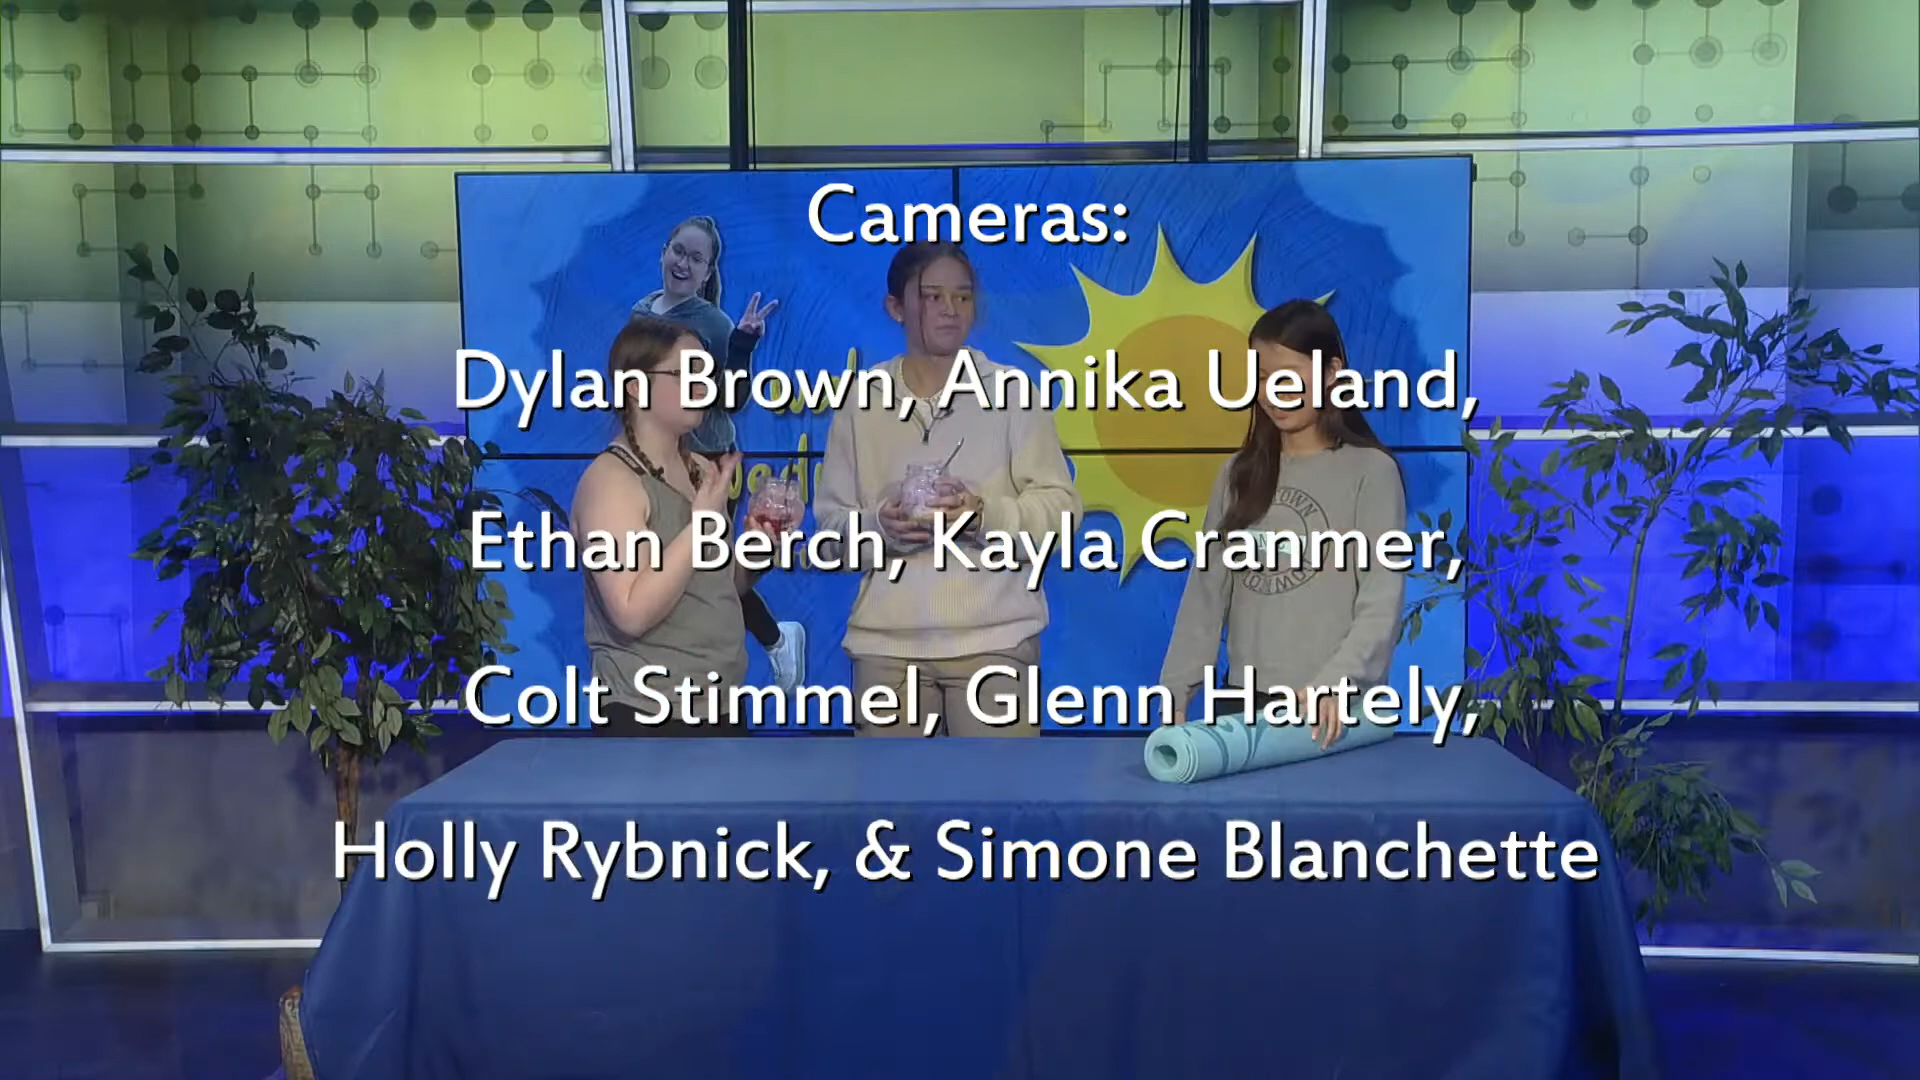 Cameras:
Dylan Brown, Annika Ueland,
Ethan Berch, Kayla Cranmer,
Colt Stimmel, Glenn Hartely,
Holly Rybnick, & Simone Blanchette